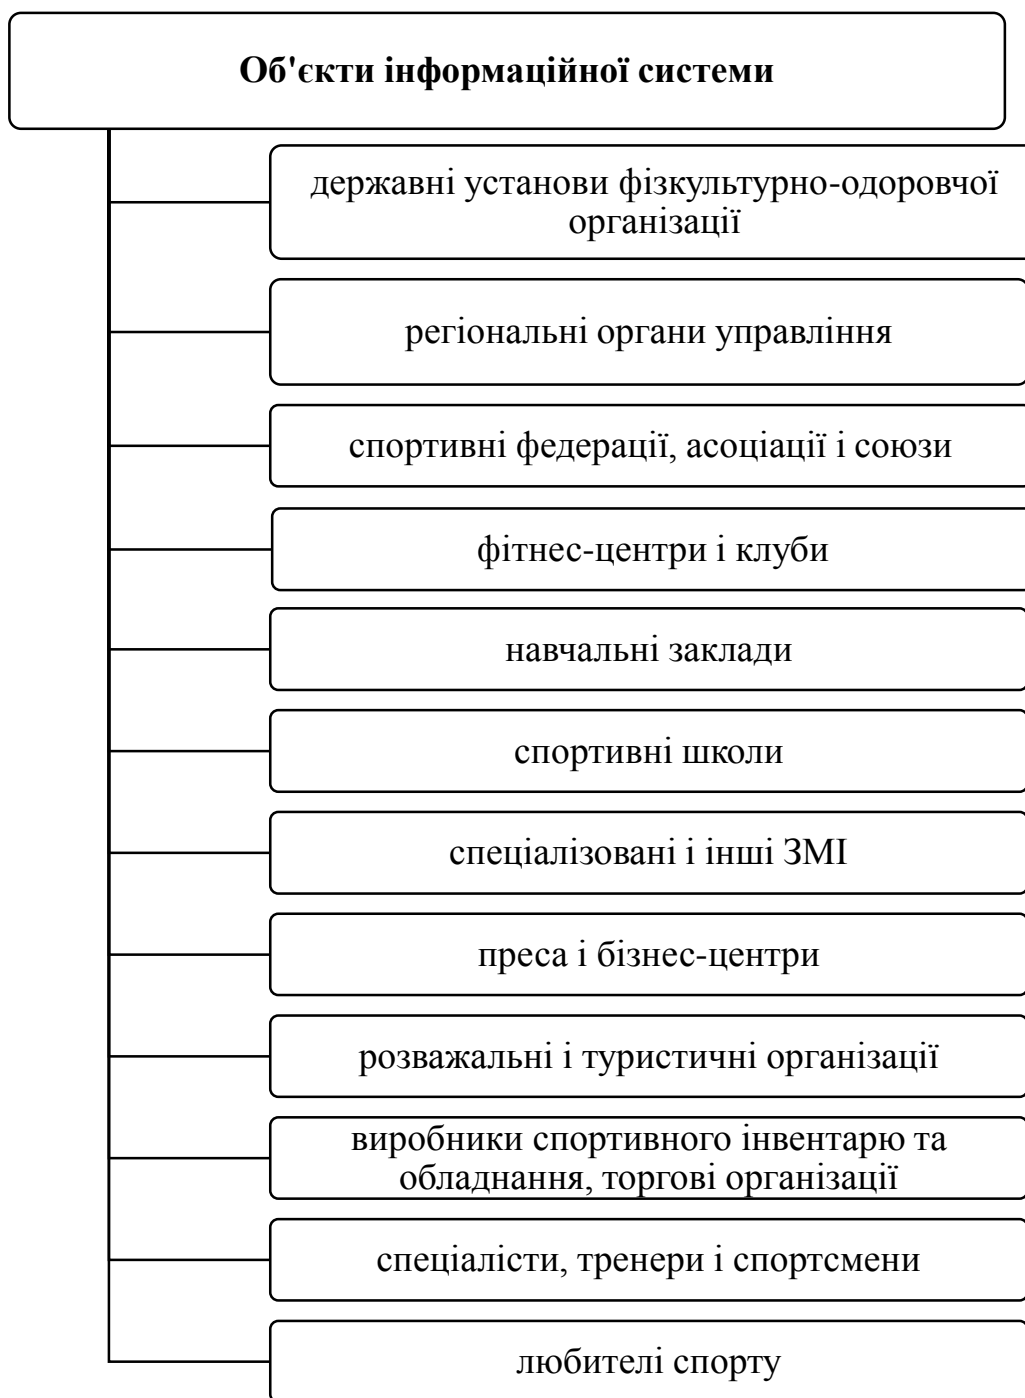 Об'єкти інформаційної системи
державні установи фізкультурно-одоровчої
організації
регіональні органи управління
спортивні федерації, асоціації і союзи
фітнес-центри і клуби
навчальні заклади
спортивні школи
спеціалізовані і інші ЗМІ
преса і бізнес-центри
розважальні і туристичні організації
виробники спортивного інвентарю та
обладнання, торгові організації
спеціалісти, тренери і спортсмени
любителі спорту